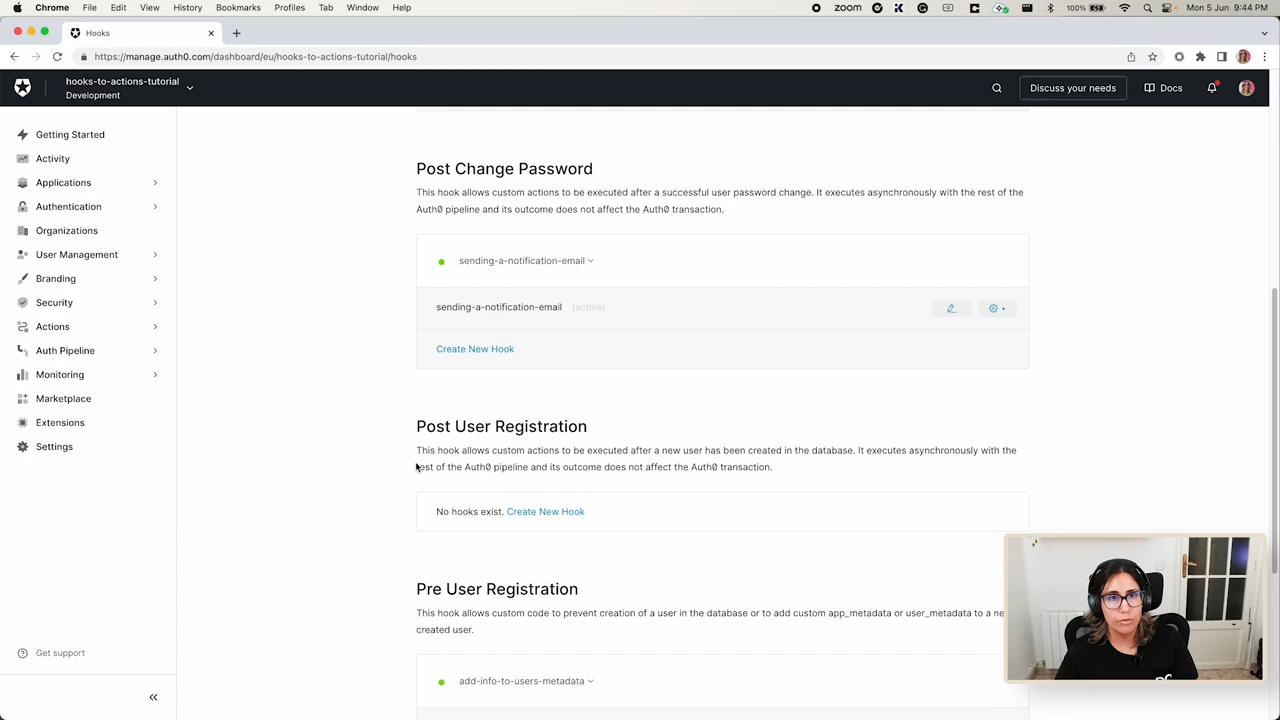 Chrome File Edit View History Bookmarks Profiles Tab Window Help
zoom 100% Mon 5 Jun 9:44 PM
Hooks
https://manage.auth0.com/dashboard/eu/hooks-to-actions-tutorial/hooks
hooks-to-actions-tutorial
Development
Discuss your needs
Docs
Getting Started
Activity
Applications
Authentication
Organizations
User Management
Branding
Security
Actions
Auth Pipeline
Monitoring
Marketplace
Extensions
Settings
Get support
Post Change Password
This hook allows custom actions to be executed after a successful user password change. It executes asynchronously with the rest of the
Auth0 pipeline and its outcome does not affect the Auth0 transaction.
sending-a-notification-email
sending-a-notification-email (active)
Create New Hook
Post User Registration
This hook allows custom actions to be executed after a new user has been created in the database. It executes asynchronously with the
rest of the Auth0 pipeline and its outcome does not affect the Auth0 transaction.
No hooks exist. Create New Hook
Pre User Registration
This hook allows custom code to prevent creation of a user in the database or to add custom app_metadata or user_metadata to a
created user.
add-info-to-users-metadata